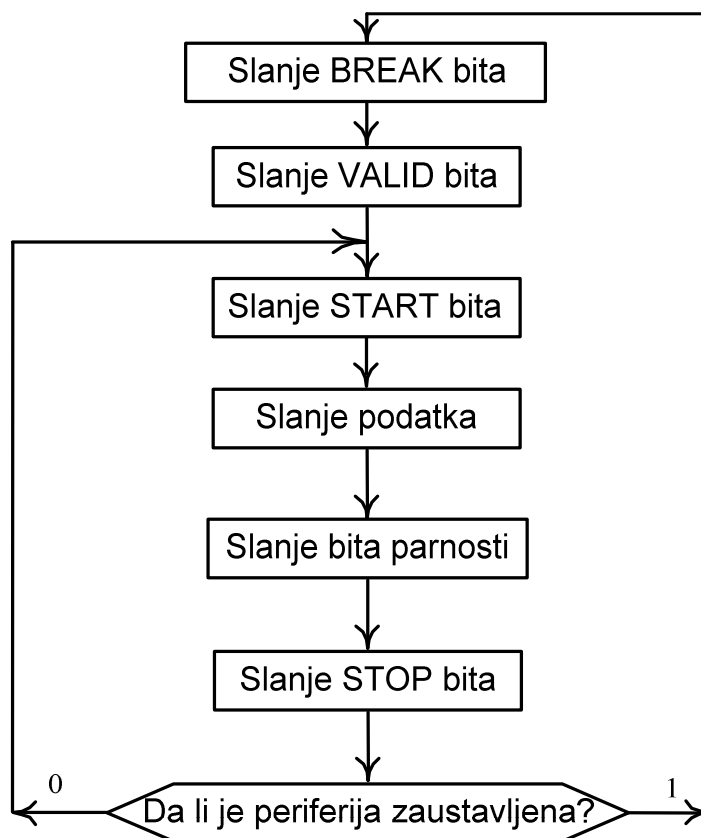 Slanje BREAK bita
Slanje VALID bita
Slanje START bita
Slanje podatka
Slanje bita parnosti
Slanje STOP bita
0
Da li je periferija zaustavljena?
1